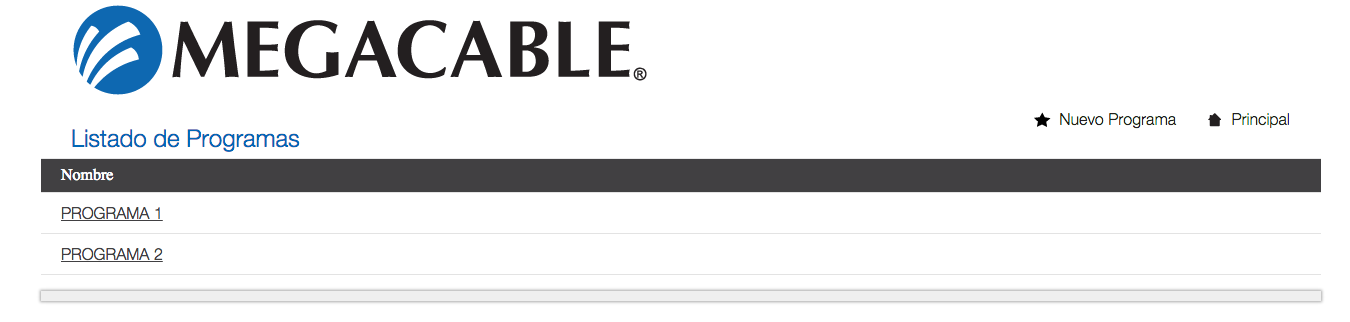 MEGACABLE®
Nuevo Programa Principal
Listado de Programas
Nombre
PROGRAMA 1
PROGRAMA 2